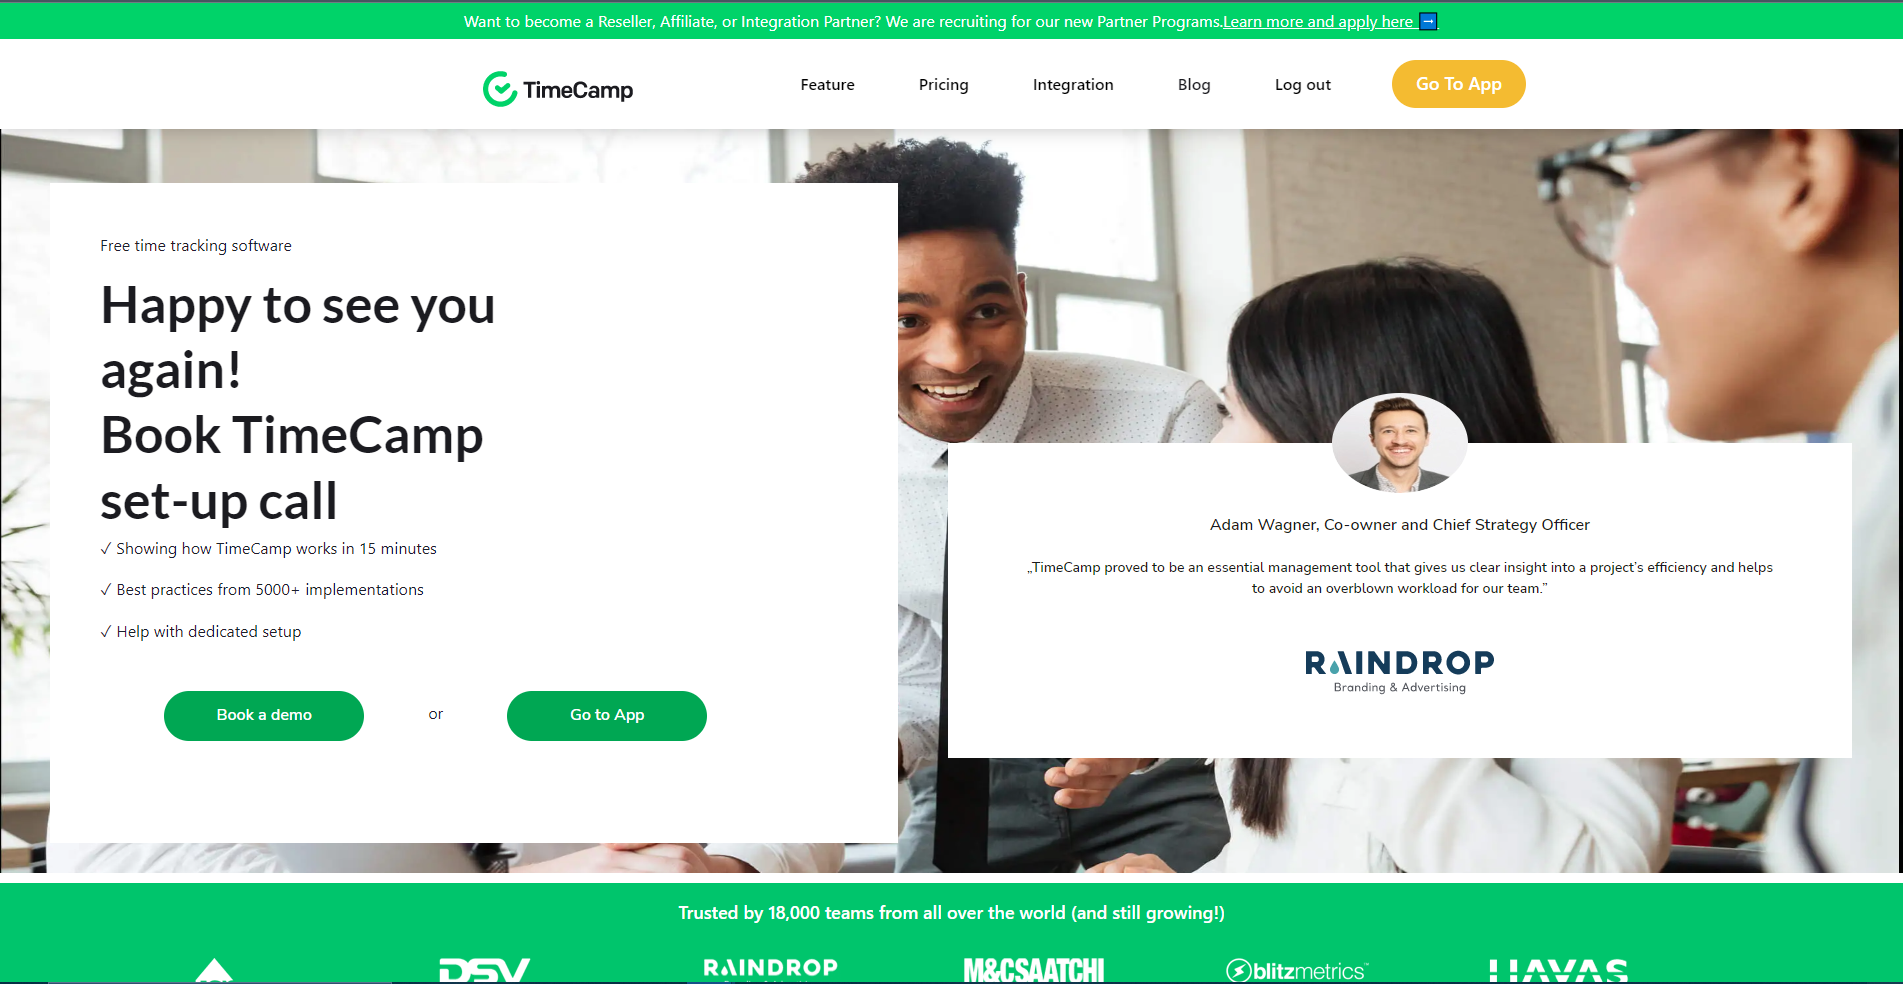 Want to become a Reseller, Affiliate, or Integration Partner? We are recruiting for our new Partner Programs.Learn more and apply here ➡
TimeCamp
Feature
Pricing
Integration
Blog
Log out
Go To App
Free time tracking software
Happy to see you
again!
Book TimeCamp
set-up call
✓ Showing how TimeCamp works in 15 minutes
✓ Best practices from 5000+ implementations
✓ Help with dedicated setup
Book a demo
or
Go to App
Adam Wagner, Co-owner and Chief Strategy Officer
„TimeCamp proved to be an essential management tool that gives us clear insight into a project’s efficiency and helps
to avoid an overblown workload for our team.”
RAINDROP
Branding & Advertising
Trusted by 18,000 teams from all over the world (and still growing!)
DSV
RAINDROP
M&CSAATCHI
blitzmetrics™
HAVAS